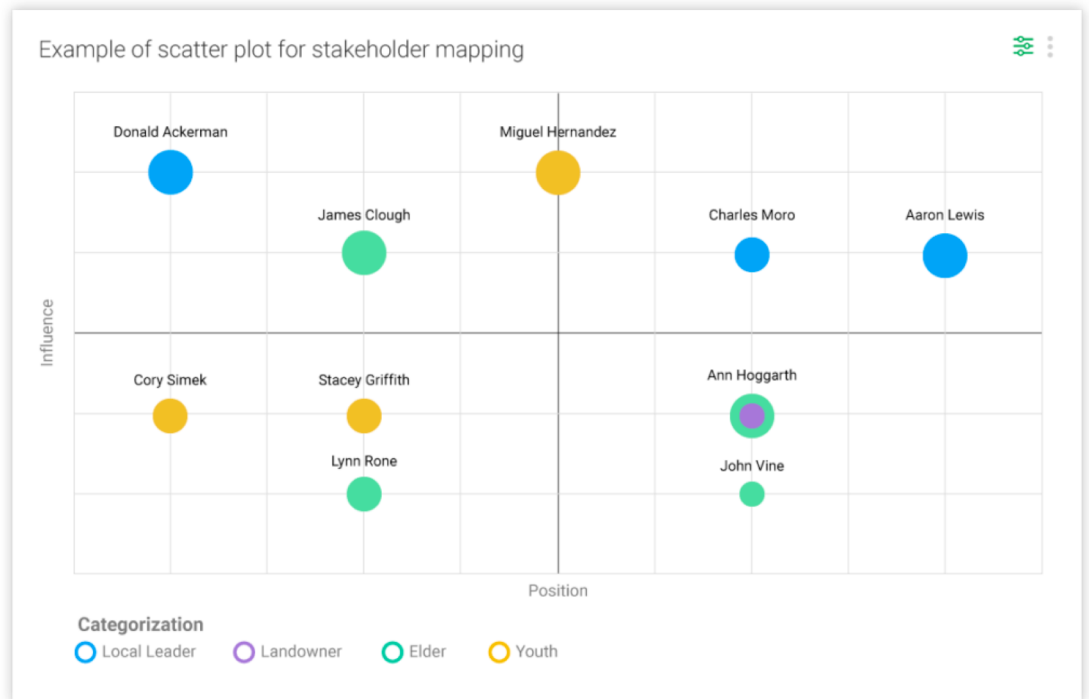 Example of scatter plot for stakeholder mapping
Donald Ackerman
Miguel Hernandez
James Clough
Charles Moro
Aaron Lewis
Influence
Cory Simek
Stacey Griffith
Ann Hoggarth
Lynn Rone
John Vine
Position
Categorization
Local Leader
Landowner
Elder
Youth